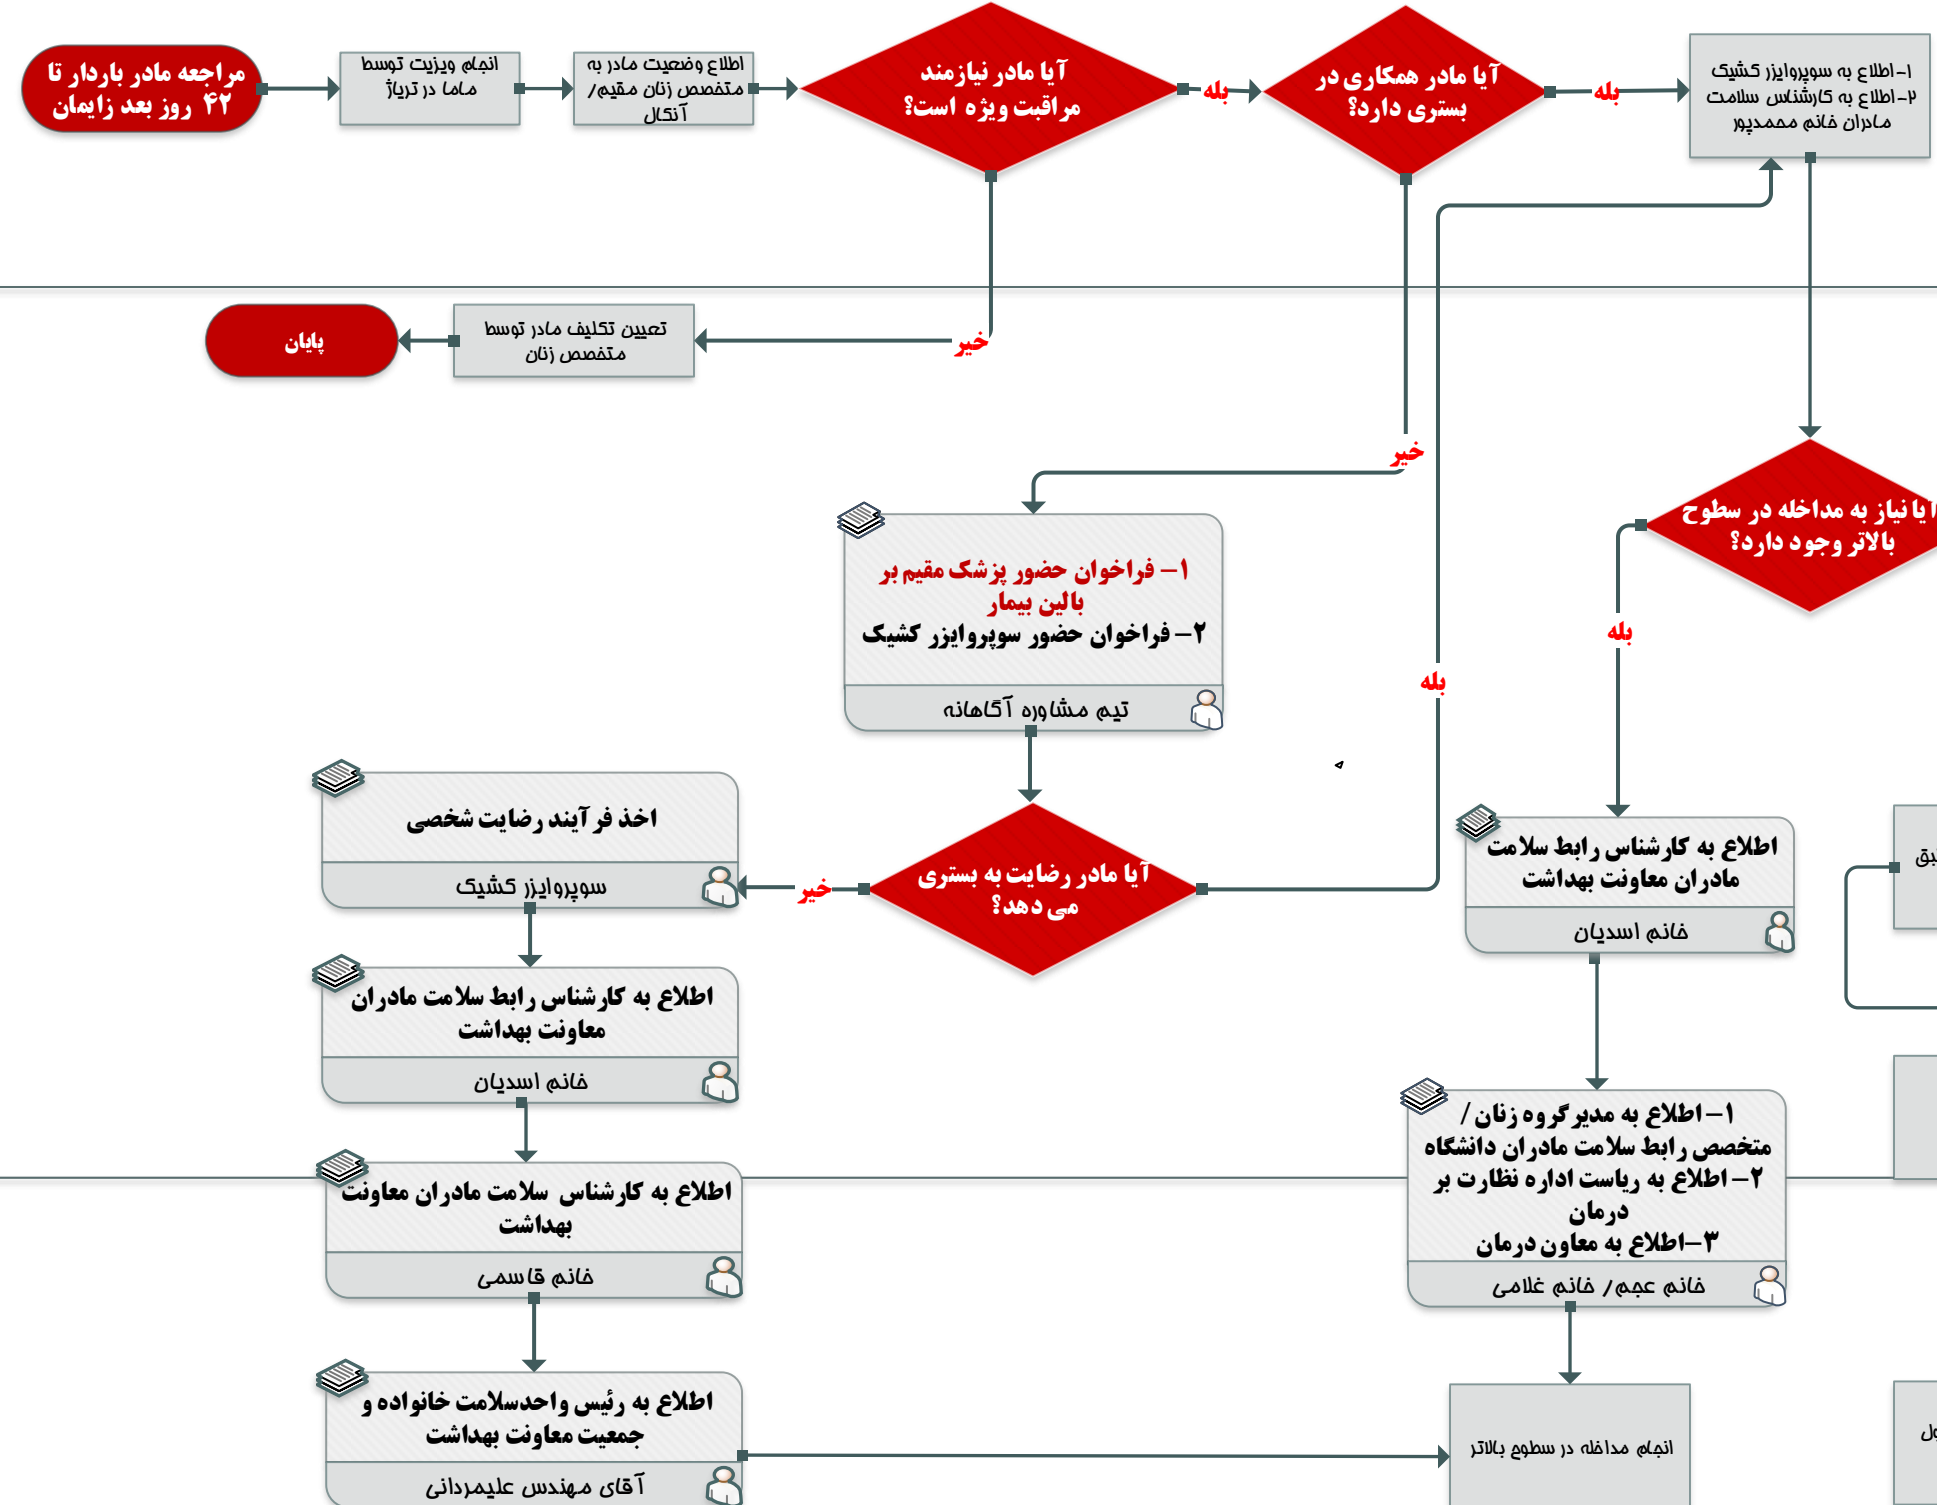 مراجعه مادر باردار تا
۴۲ روز بعد زایمان
انجام ویزیت توسط
ماما در تریاژ
اطلاع وضعیت مادر به
متخصص زنان مقیم/
آنکال
آیا مادر نیازمند
مراقبت ویژه است؟
بله
آیا مادر همکاری در
بستری دارد؟
بله
۱-اطلاع به سوپروایزر کشیک
۲-اطلاع به کارشناس سلامت
مادران خانم محمدپور
خیر
تعیین تکلیف مادر توسط
متخصص زنان
پایان
خیر
آیا نیاز به مداخله در سطوح
بالاتر وجود دارد؟
بله
۱- فراخوان حضور پزشک مقیم بر
بالین بیمار
۲- فراخوان حضور سوپروایزر کشیک
تیم مشاوره آگاهانه
بله
آیا مادر رضایت به بستری
می دهد؟
خیر
اخذ فرآیند رضایت شخصی
سوپروایزر کشیک
اطلاع به کارشناس رابط سلامت
مادران معاونت بهداشت
خانم اسدیان
اطلاع به کارشناس رابط سلامت مادران
معاونت بهداشت
خانم اسدیان
۱- اطلاع به مدیر گروه زنان /
متخصص رابط سلامت مادران دانشگاه
۲- اطلاع به ریاست اداره نظارت بر
درمان
۳-اطلاع به معاون درمان
خانم عجم/ خانم غلامی
اطلاع به کارشناس سلامت مادران معاونت
بهداشت
خانم قاسمی
اطلاع به رئیس واحدسلامت خانواده و
جمعیت معاونت بهداشت
آقای مهندس علیمردانی
انجام مداخله در سطوح بالاتر